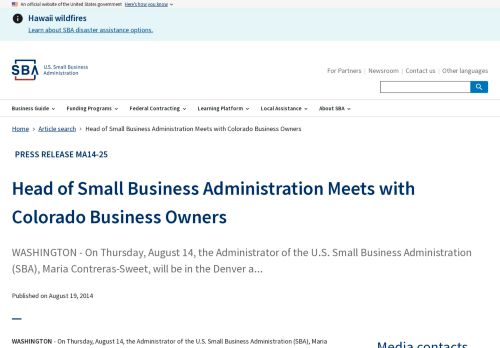 An official website of the United States government Here's how you know
Hawaii wildfires
Learn about SBA disaster assistance options.
SBA
U.S. Small Business
Administration
For Partners | Newsroom | Contact us | Other languages
Business Guide Funding Programs Federal Contracting Learning Platform Local Assistance About SBA
Home › Article search › Head of Small Business Administration Meets with Colorado Business Owners
PRESS RELEASE MA14-25
Head of Small Business Administration Meets with
Colorado Business Owners
WASHINGTON - On Thursday, August 14, the Administrator of the U.S. Small Business Administration
(SBA), Maria Contreras-Sweet, will be in the Denver a...
Published on August 19, 2014
WASHINGTON - On Thursday, August 14, the Administrator of the U.S. Small Business Administration (SBA), Maria
Media contacts